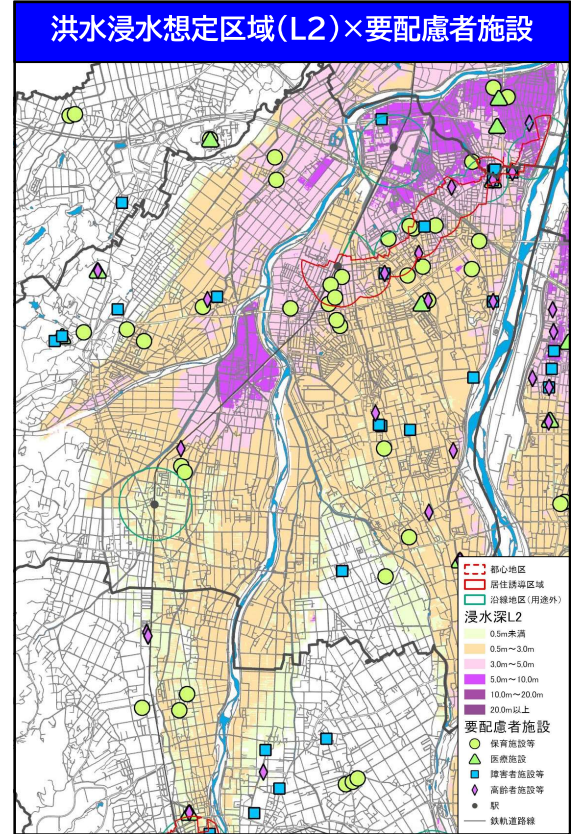 洪水浸水想定区域(L2)×要配慮者施設
都心地区
居住誘導区域
沿線地区(用途外)
浸水深L2
0.5m未満
0.5m～3.0m
3.0m～5.0m
5.0m～10.0m
10.0m～20.0m
20.0m以上
要配慮者施設
保育施設等
医療施設
障害者施設等
高齢者施設等
駅
鉄軌道路線